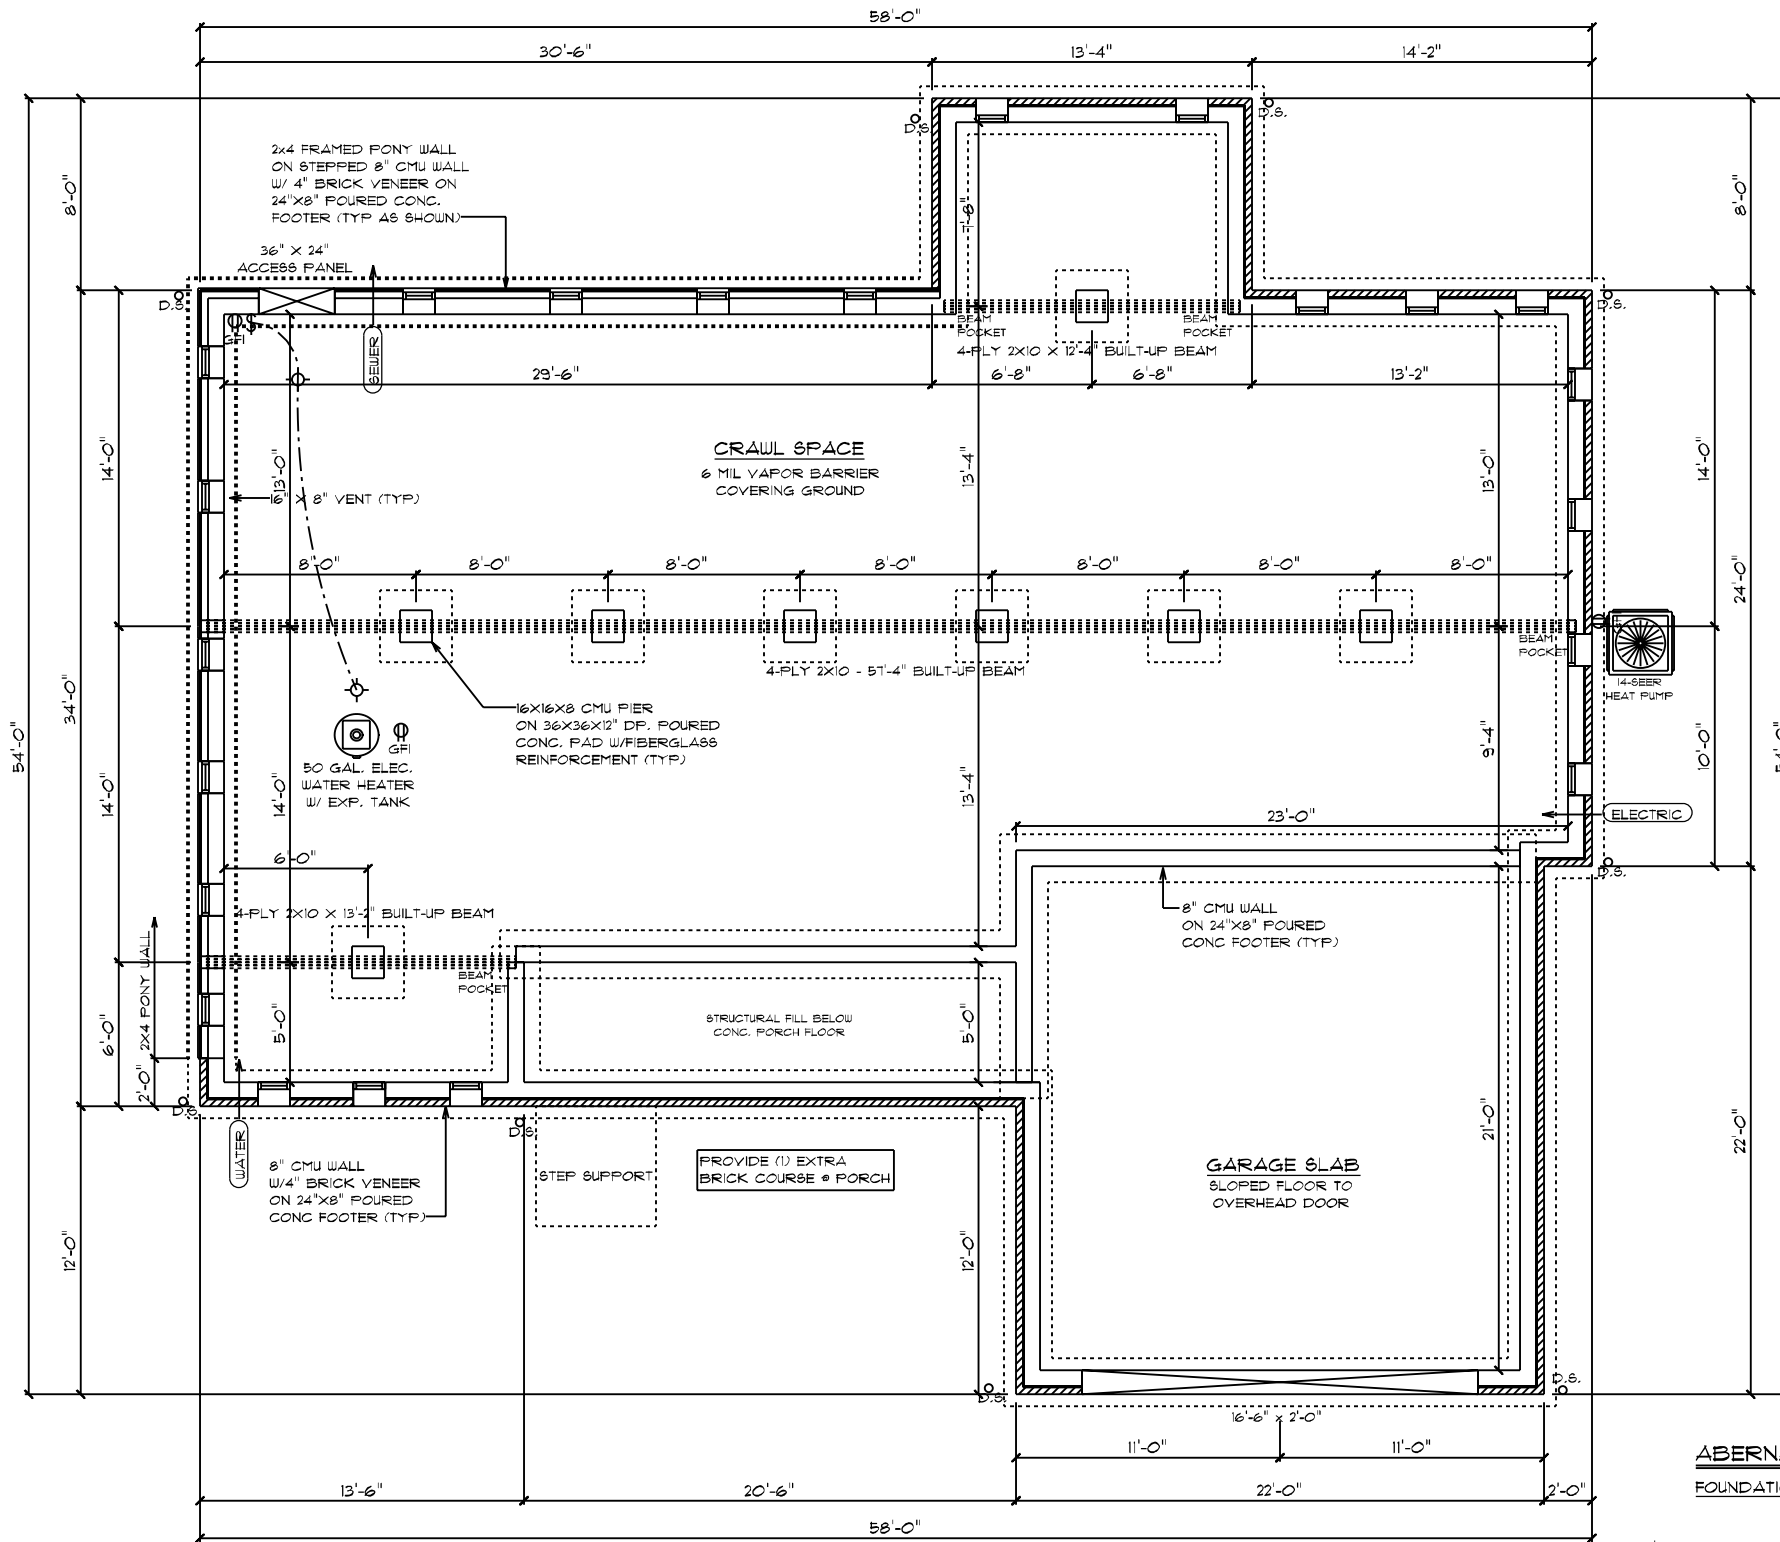 58'-0"
30'-6"
13'-4"
14'-2"
D.S.
D.S.
2x4 FRAMED PONY WALL
ON STEPPED 8" CMU WALL
W/ 4" BRICK VENEER ON
24"X8" POURED CONC.
FOOTER (TYP AS SHOWN)
8'-0"
7'-8"
8'-0"
36" X 24"
ACCESS PANEL
D.S.
D.S.
GFI
SEWER
BEAM
POCKET
BEAM
POCKET
4-PLY 2X10 X 12'-4" BUILT-UP BEAM
29'-6"
6'-8"
6'-8"
13'-2"
CRAWL SPACE
6 MIL VAPOR BARRIER
COVERING GROUND
14'-0"
13'-0"
13'-4"
13'-0"
14'-0"
16" X 8" VENT (TYP)
8'-0"
8'-0"
8'-0"
8'-0"
8'-0"
8'-0"
8'-0"
24'-0"
BEAM
POCKET
4-PLY 2X10 - 57'-4" BUILT-UP BEAM
14-SEER
HEAT PUMP
34'-0"
54'-0"
16X16X8 CMU PIER
ON 36X36X12" DP. POURED
CONC. PAD W/FIBERGLASS
REINFORCEMENT (TYP)
GFI
50 GAL. ELEC.
WATER HEATER
W/ EXP. TANK
9'-4"
10'-0"
54'-0"
14'-0"
14'-0"
13'-4"
23'-0"
ELECTRIC
6'-0"
D.S.
4-PLY 2X10 X 13'-2" BUILT-UP BEAM
8" CMU WALL
ON 24"X8" POURED
CONC FOOTER (TYP)
BEAM
POCKET
2X4 PONY WALL
6'-0"
5'-0"
STRUCTURAL FILL BELOW
CONC. PORCH FLOOR
5'-0"
2'-0"
D.S.
D.S.
21'-0"
22'-0"
WATER
8" CMU WALL
W/4" BRICK VENEER
ON 24"X8" POURED
CONC FOOTER (TYP)
STEP SUPPORT
PROVIDE (1) EXTRA
BRICK COURSE @ PORCH
GARAGE SLAB
SLOPED FLOOR TO
OVERHEAD DOOR
12'-0"
12'-0"
D.S.
D.S.
16'-6" x 2'-0"
11'-0"
11'-0"
ABERN
FOUNDATI
13'-6"
20'-6"
22'-0"
2'-0"
58'-0"